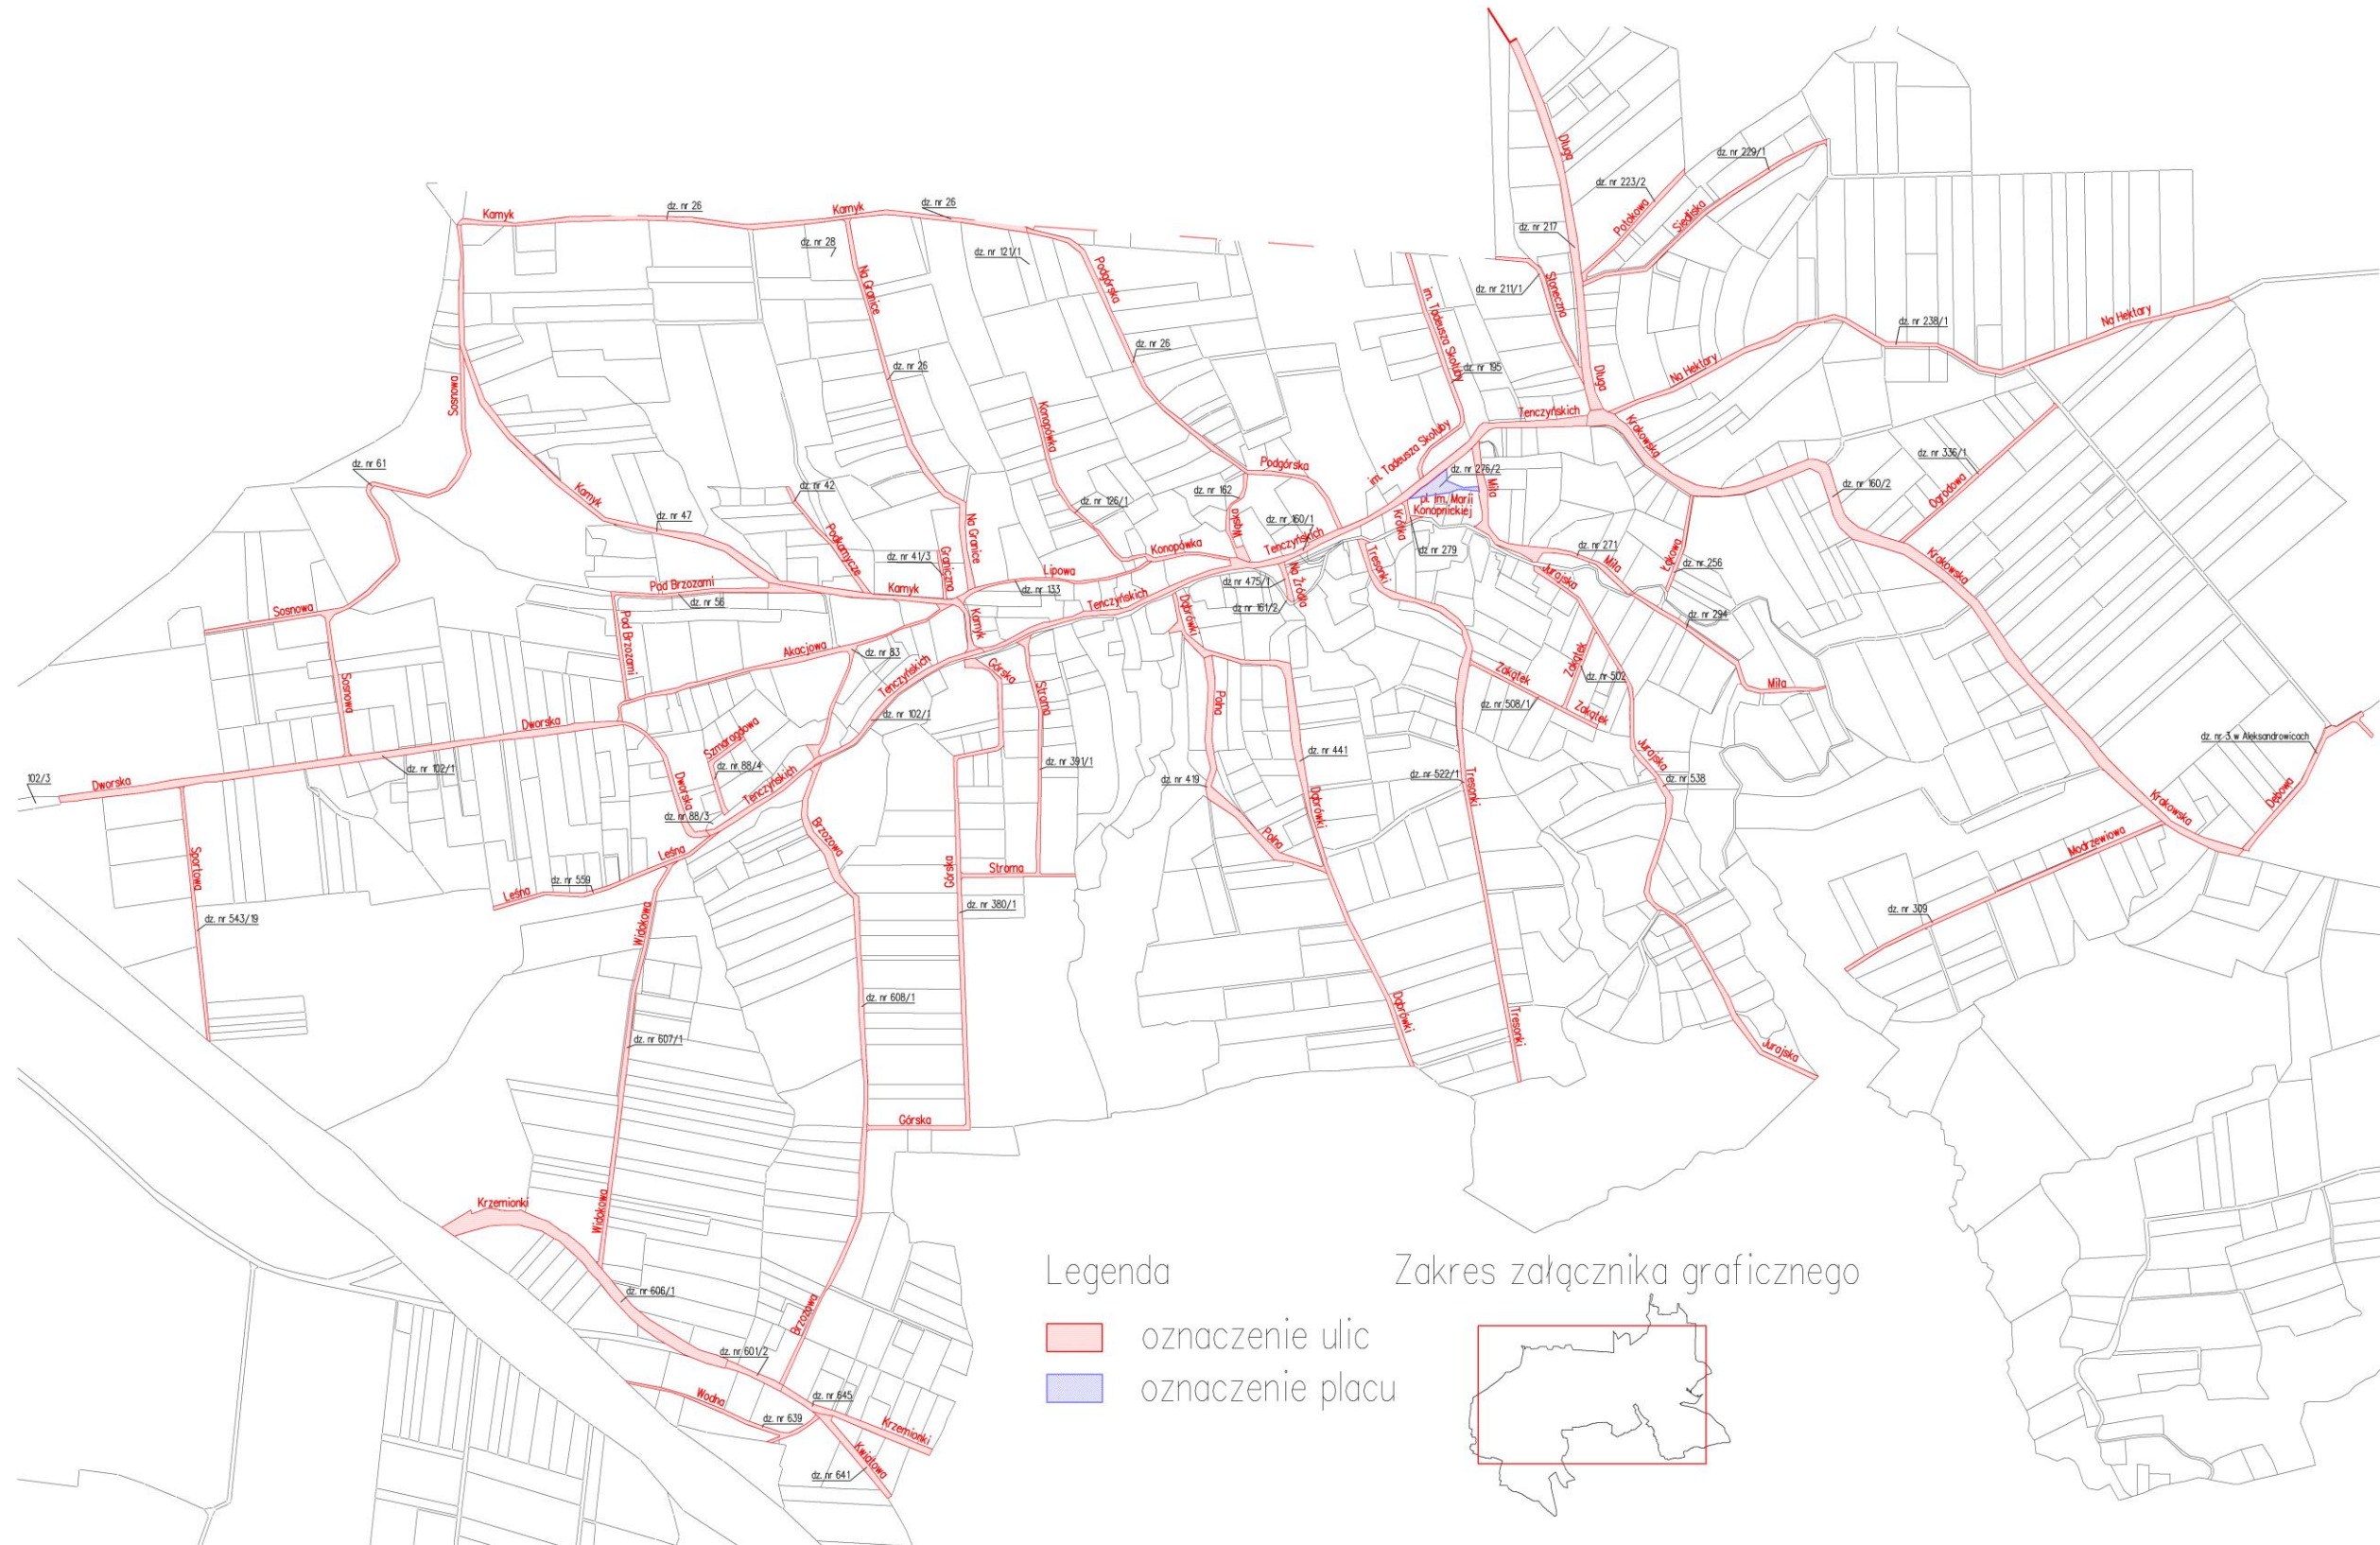 Długa
dz. nr 229/1
dz. nr 223/2
Potokowa
Siedliska
dz. nr 26
dz. nr 26
Kamyk
Kamyk
dz. nr 217
dz. nr 28
dz. nr 121/1
Na Granice
Podgórska
im. Tadeusza Skołuby
dz. nr 211/1
Słoneczna
dz. nr 238/1
Na Hektary
Na Hektary
dz. nr 26
dz. nr 26
dz. nr 195
Długa
Sosnowa
Konopówka
Tenczyńskich
Krakowska
im. Tadeusza Skołuby
dz. nr 61
Podgórska
dz. nr 276/2
dz. nr 336/1
Kamyk
dz. nr 42
dz. nr 162
Miła
dz. nr 160/2
Ogrodowa
dz. nr 126/1
pl. im. Marii
Konopnickiej
dz. nr 47
Wąska
dz. nr 160/1
Krótka
Podkamycze
Na Granice
Konopówka
Tenczyńskich
dz. nr 279
dz. nr 271
dz. nr 41/3
Graniczna
Tresonki
Miła
Łąkowa
dz. nr 256
Krakowska
Pod Brzozami
Kamyk
Lipowa
dz. nr 133
dz. nr 475/1
Na Źródła
Jurajska
dz. nr 56
Tenczyńskich
dz. nr 161/2
Sosnowa
Pod Brzozami
Kamyk
Dąbrówki
dz. nr 294
Akacjowa
dz. nr 83
Tenczyńskich
Górska
Zakątek
Zakątek
dz. nr 502
Sosnowa
Stroma
Polna
dz. nr 508/1
Zakątek
Miła
Dworska
dz. nr 102/1
Szmaragdowa
dz. nr 441
dz. nr 3 w Aleksandrowicach
102/3
Dworska
dz. nr 102/1
Dworska
dz. nr 88/4
Tenczyńskich
dz. nr 391/1
dz. nr 419
dz. nr 522/1
Tresonki
Jurajska
dz. nr 538
Dębowa
dz. nr 88/3
Brzozowa
Dąbrówki
Polna
Krakowska
Modrzewiowa
Sportowa
Leśna
Leśna
dz. nr 559
Górska
Stroma
dz. nr 543/19
Widokowa
dz. nr 380/1
dz. nr 309
dz. nr 608/1
Dąbrówki
Tresonki
dz. nr 607/1
Jurajska
Górska
Krzemionki
Widokowa
Legenda
Zakres załącznika graficznego
dz. nr 606/1
Brzozowa
oznaczenie ulic
dz. nr 601/2
oznaczenie placu
Wodna
dz. nr 645
dz. nr 639
Krzemionki
Kwiatowa
dz. nr 641